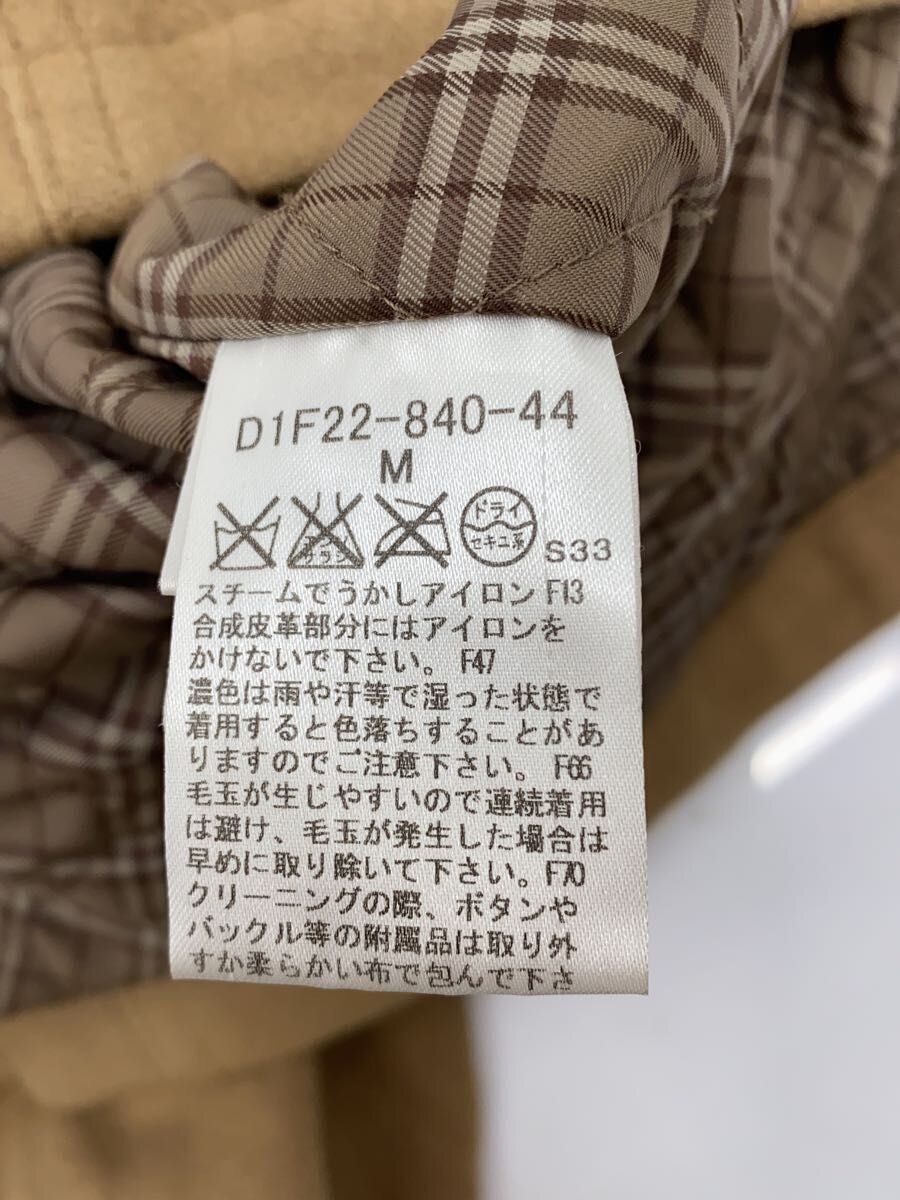 D1F22-840-44
M
エンソ
サラシ
ドライ
セキユ系
S33
スチームでうかしアイロン F13
合成皮革部分にはアイロンを
かけないで下さい。F47
濃色は雨や汗等で湿った状態で
着用すると色落ちすることがあ
りますのでご注意下さい。F66
毛玉が生じやすいので連続着用
は避け、毛玉が発生した場合は
早めに取り除いて下さい。F70
クリーニングの際、ボタンや
バックル等の附属品は取り外
すか柔らかい布で包んで下さ